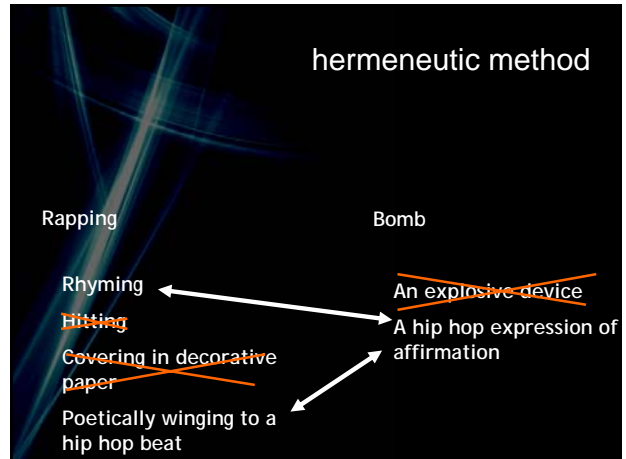 hermeneutic method
Rapping
Rhyming
Hitting
Covering in decorative
paper
Poetically winging to a
hip hop beat
Bomb
An explosive device
A hip hop expression of
affirmation